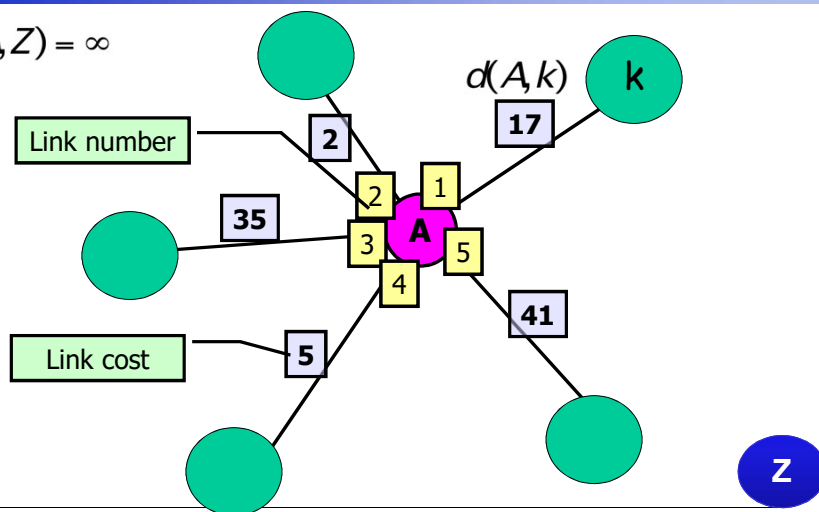 ,Z) = ∞
d(A,k)
k
17
Link number
2
1
2
A
35
3
5
4
41
Link cost
5
Z